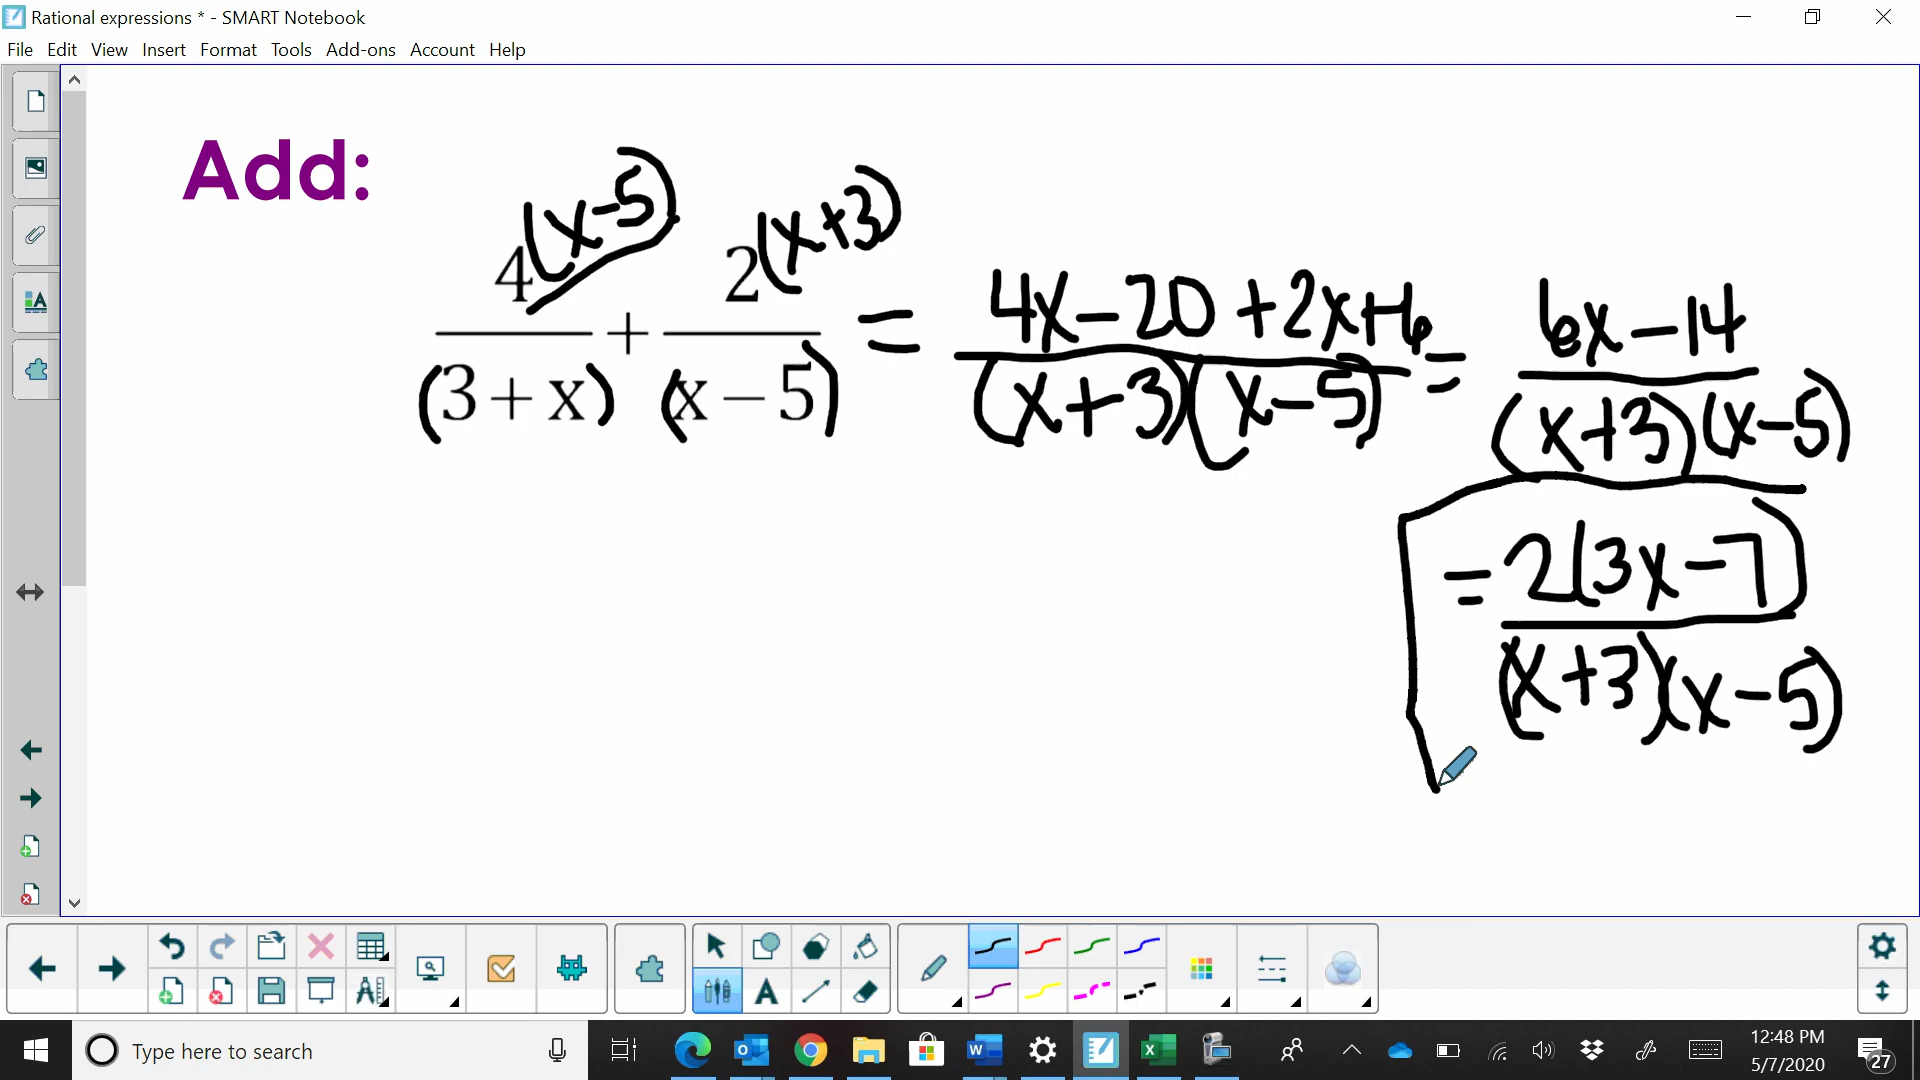 Rational expressions * - SMART Notebook
File Edit View Insert Format Tools Add-ons Account Help
Add:
4(x-5) / (3 + x) + 2(x+3) / (x − 5) = 4x-20+2x+6 / (x+3)(x-5) = 6x-14 / (x+3)(x-5)
= 2(3x-7) / (x+3)(x-5)
Type here to search
12:48 PM
5/7/2020
27